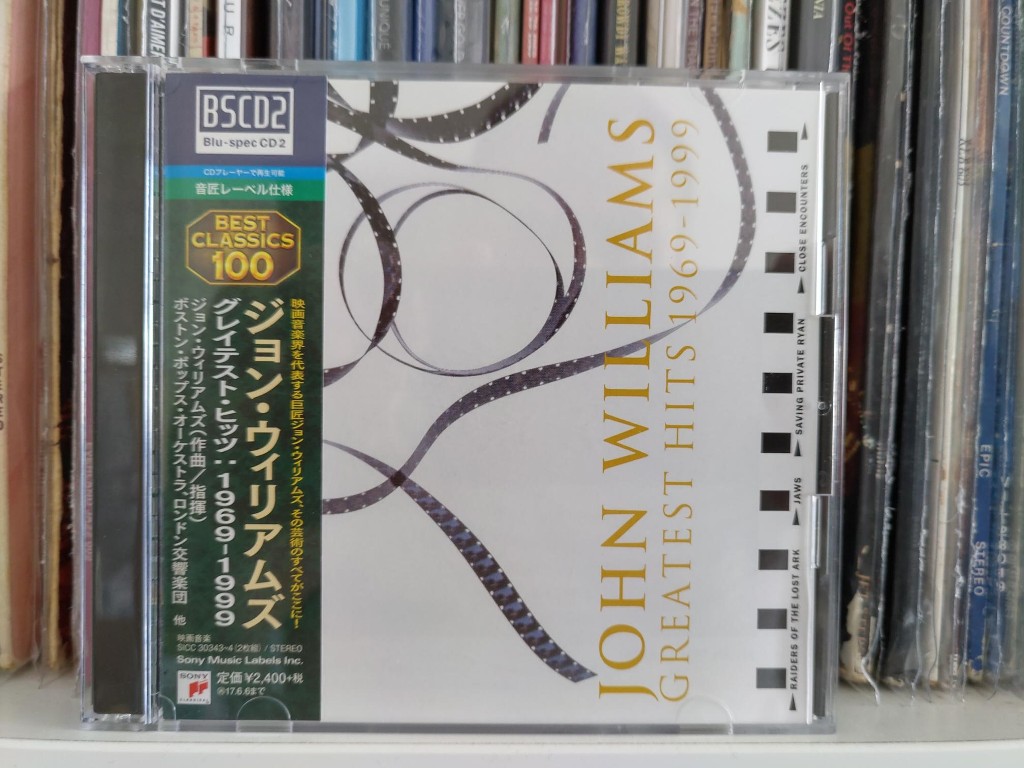 BSCD2
Blu-spec CD 2
CDプレーヤーで再生可能
音匠レーベル仕様
BEST
CLASSICS
100
映画音楽界を代表する巨匠ジョン・ウィリアムズ、その芸術のすべてがここに!
ジョン・ウィリアムズ
グレイテスト・ヒッツ:1969-1999
ジョン・ウィリアムズ(作曲/指揮)
ボストン・ポップス・オーケストラ、ロンドン交響楽団 他
映画音楽
SICC 30343~4 (2枚組) / STEREO
Sony Music Labels Inc.
SONY
CLASSICAL
定価 ¥2,400+税
17.6.6まで
JOHN WILLIAMS
GREATEST HITS 1969-1999
RAIDERS OF THE LOST ARK
JAWS
SAVING PRIVATE RYAN
CLOSE ENCOUNTERS
COUNTDOWN
EPIC
STEREO